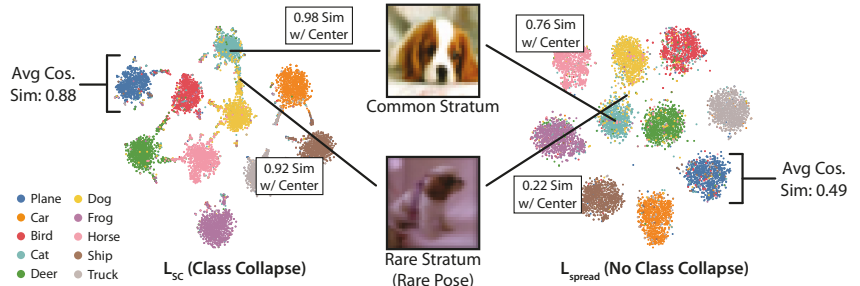 0.98 Sim
w/ Center
0.76 Sim
w/ Center
Avg Cos.
Sim: 0.88
Common Stratum
0.92 Sim
w/ Center
0.22 Sim
w/ Center
Avg Cos.
Sim: 0.49
Plane
Car
Bird
Cat
Deer
Dog
Frog
Horse
Ship
Truck
Rare Stratum
(Rare Pose)
L_SC (Class Collapse)
L_spread (No Class Collapse)